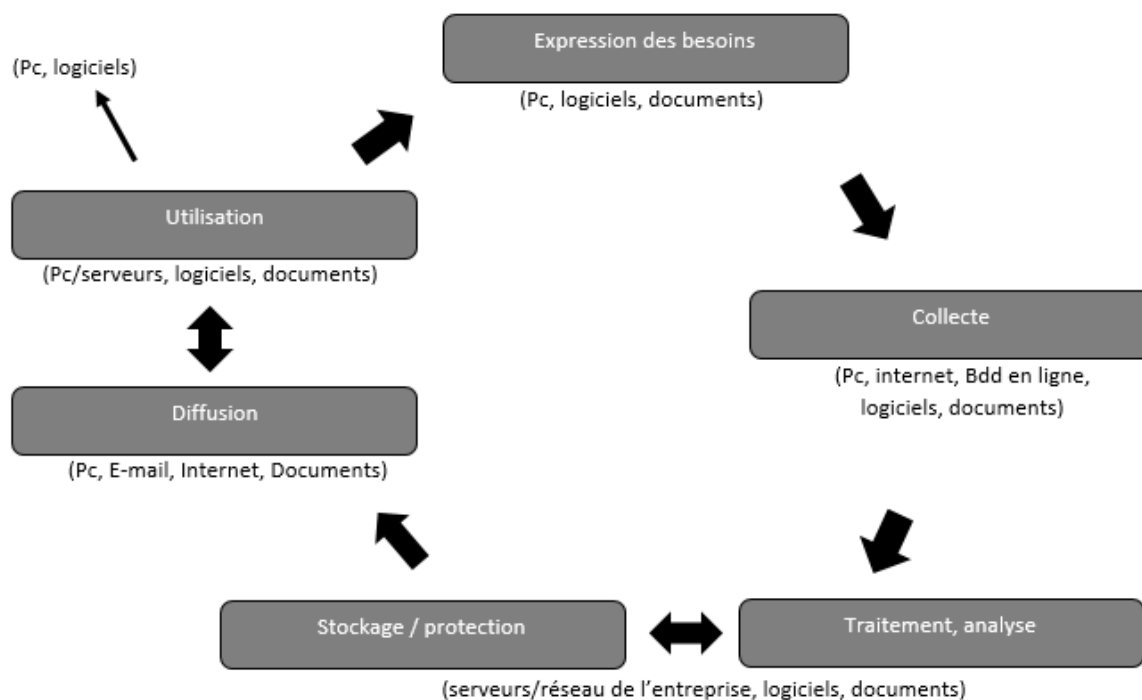 Expression des besoins
(Pc, logiciels)
(Pc, logiciels, documents)
Utilisation
(Pc/serveurs, logiciels, documents)
Collecte
(Pc, internet, Bdd en ligne,
logiciels, documents)
Diffusion
(Pc, E-mail, Internet, Documents)
Stockage / protection
Traitement, analyse
(serveurs/réseau de l'entreprise, logiciels, documents)